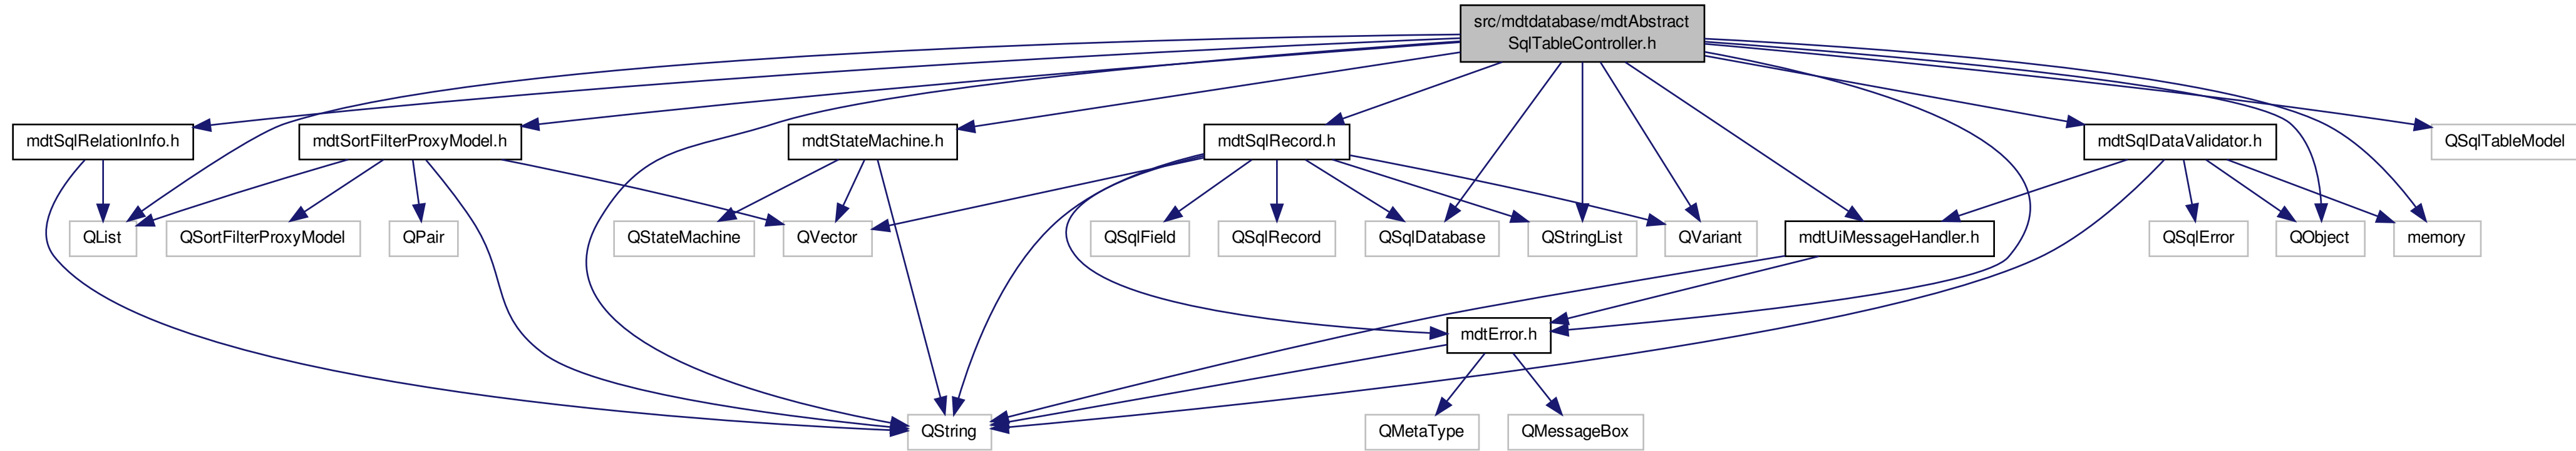 src/mdtdatabase/mdtAbstract
SqlTableController.h
mdtSqlRelationInfo.h
mdtSortFilterProxyModel.h
mdtStateMachine.h
mdtSqlRecord.h
mdtSqlDataValidator.h
QSqlTableModel
QList
QSortFilterProxyModel
QPair
QStateMachine
QVector
QSqlField
QSqlRecord
QSqlDatabase
QStringList
QVariant
mdtUiMessageHandler.h
QSqlError
QObject
memory
mdtError.h
QString
QMetaType
QMessageBox